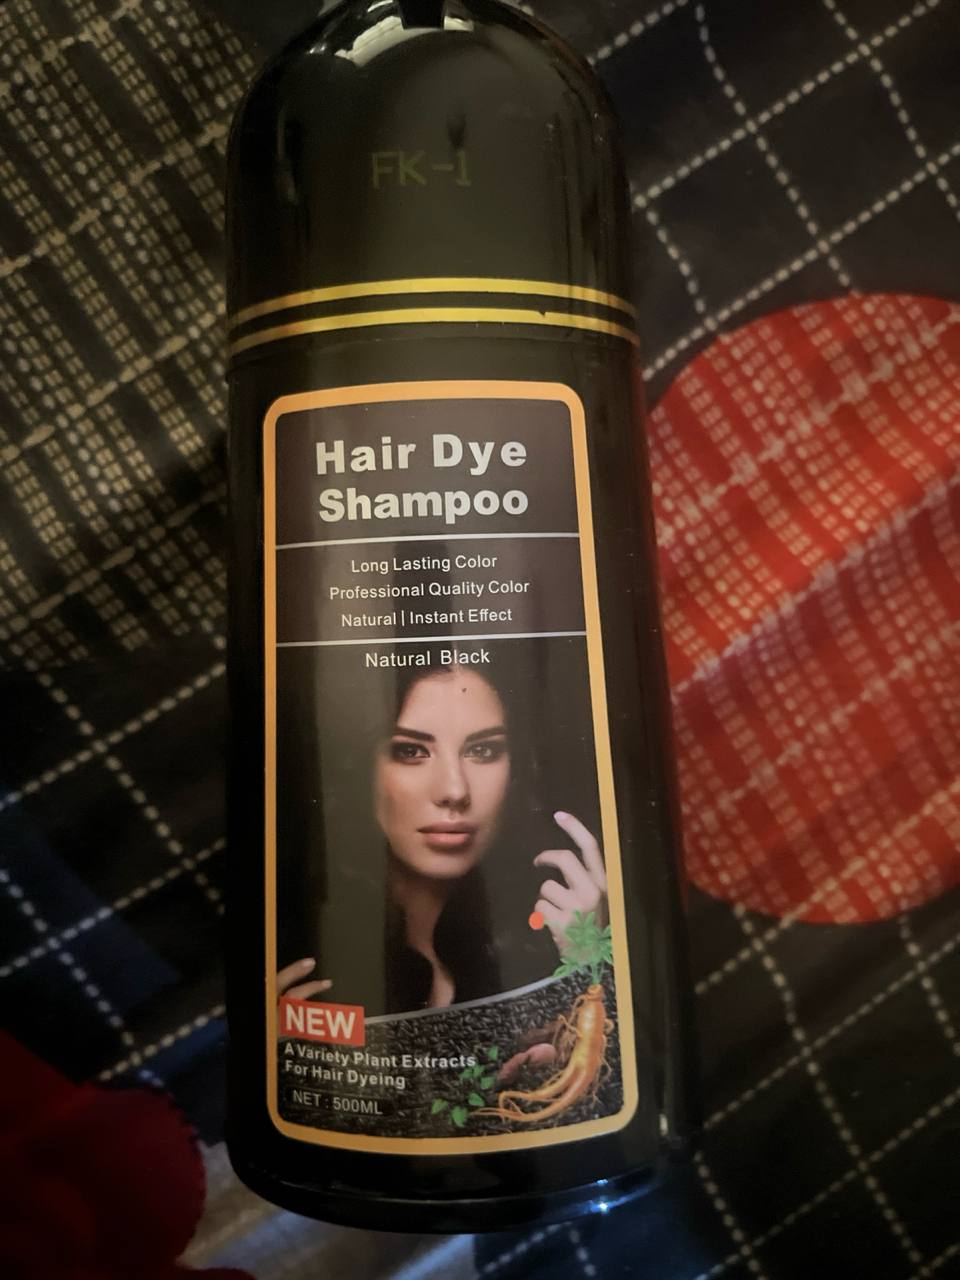 FK-1
Hair Dye
Shampoo
Long Lasting Color
Professional Quality Color
Natural | Instant Effect
Natural Black
NEW
A Variety Plant Extracts
For Hair Dyeing
NET : 500ML